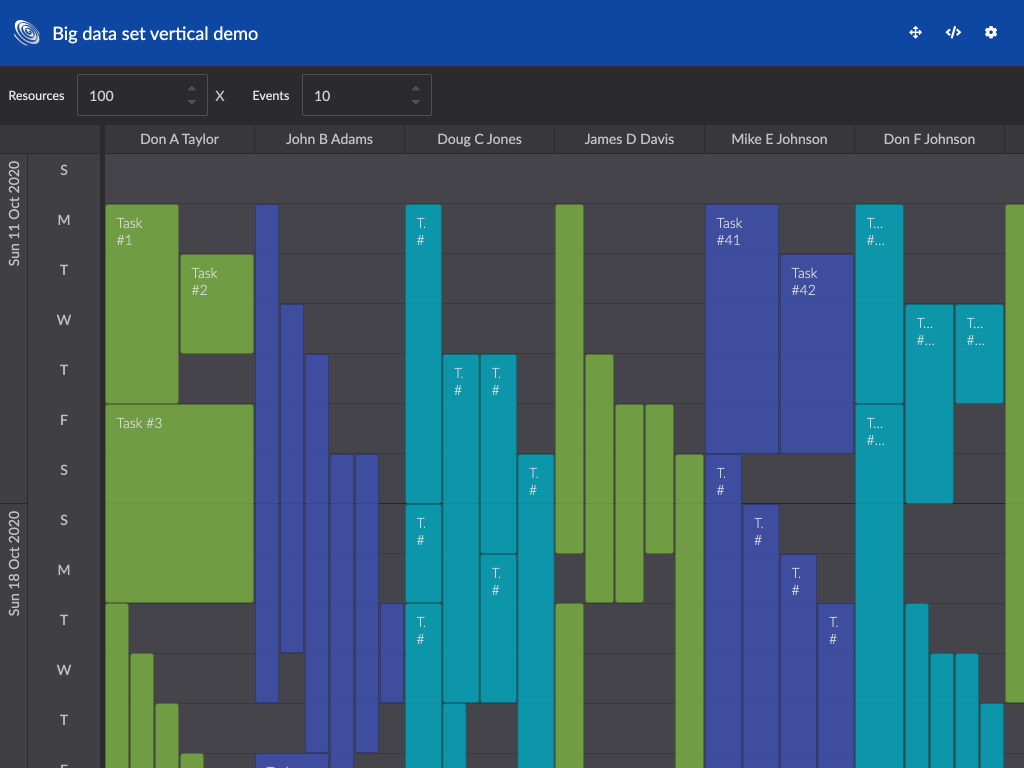 Big data set vertical demo
Resources 100 X Events 10
Don A Taylor John B Adams Doug C Jones James D Davis Mike E Johnson Don F Johnson
Sun 11 Oct 2020
S
M
T
W
T
F
S
Sun 18 Oct 2020
S
M
T
W
T
F
Task
#1
Task
#2
Task #3
T.
#
T.
#
T.
#
T.
#
T.
#
T.
#
T.
#
Task
#41
Task
#42
T.
#
T.
#
T.
#
T.
#
T...
#...
T...
#...
T...
#...
T...
#...